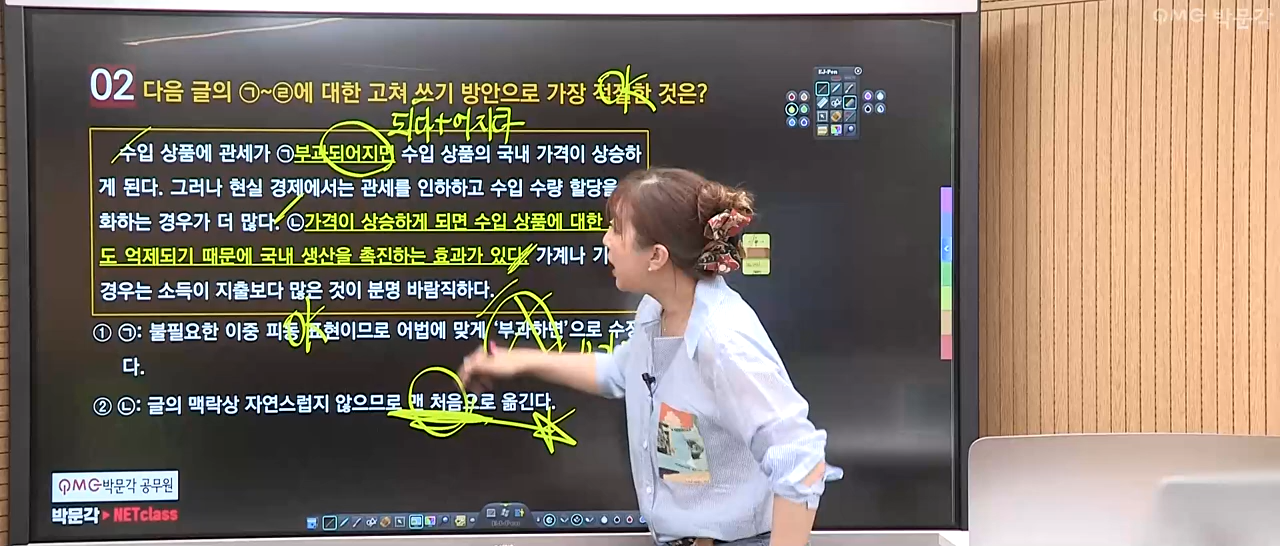 QMG 박문각
02 다음 글의 ㉠~㉣에 대한 고쳐 쓰기 방안으로 가장 적절한 것은?
ok
되다+어지다
수입 상품에 관세가 ㉠부과되어지면 수입 상품의 국내 가격이 상승하
게 된다. 그러나 현실 경제에서는 관세를 인하하고 수입 수량 할당을
화하는 경우가 더 많다. ㉡가격이 상승하게 되면 수입 상품에 대한
도 억제되기 때문에 국내 생산을 촉진하는 효과가 있다. 가계나 기
경우는 소득이 지출보다 많은 것이 분명 바람직하다.
ok
① ㉠: 불필요한 이중 피동 표현이므로 어법에 맞게 ‘부과하면’으로 수정
다.
② ㉡: 글의 맥락상 자연스럽지 않으므로 맨 처음으로 옮긴다.
QMG박문각 공무원
박문각 ▶ NETclass